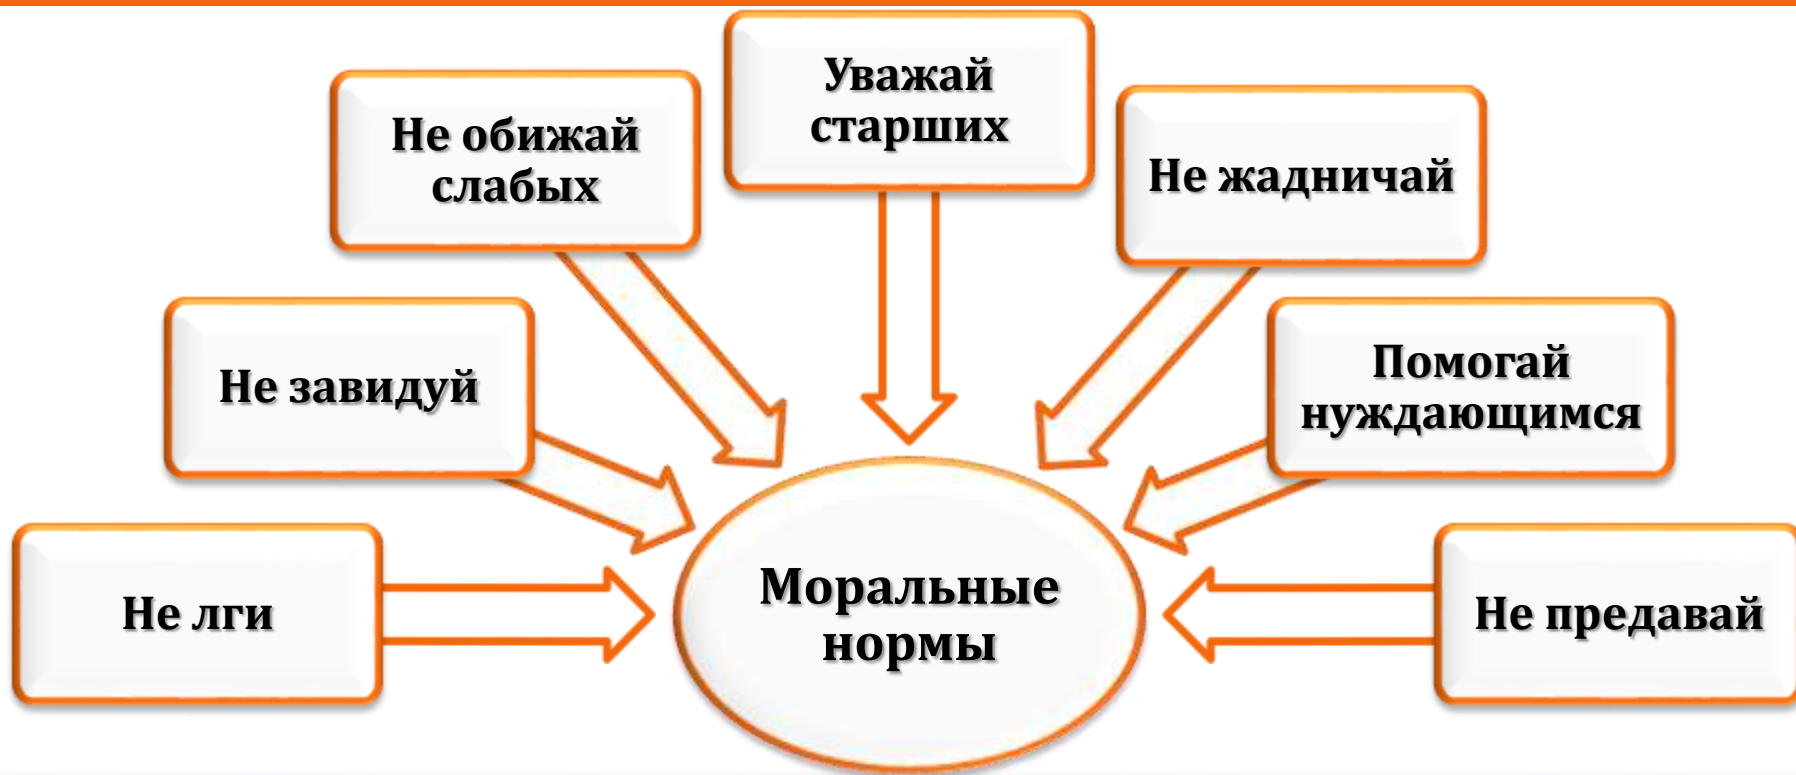 Уважай
старших
Не обижай
слабых
Не жадничай
Не завидуй
Помогай
нуждающимся
Не лги
Моральные
нормы
Не предавай